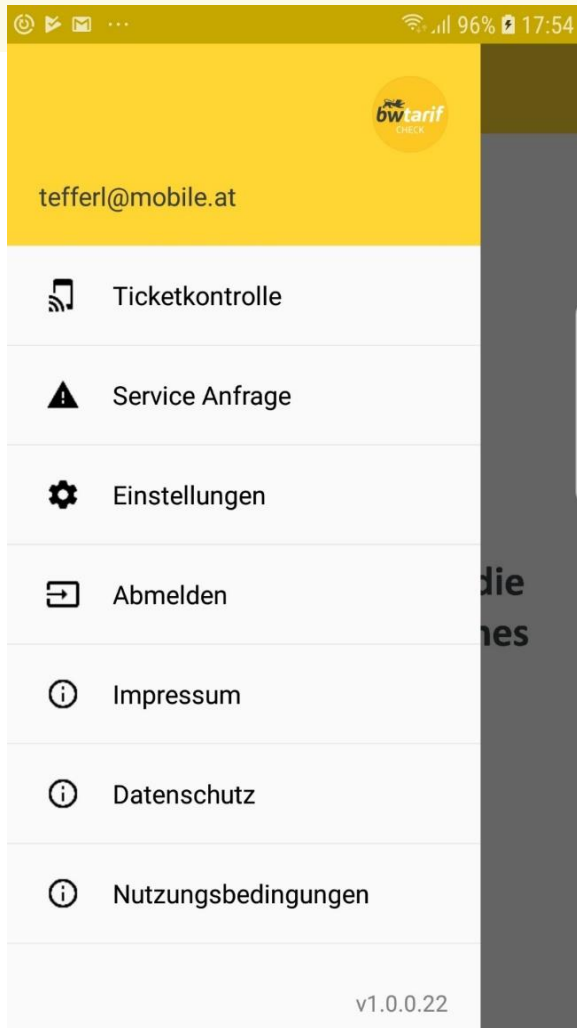 96% 17:54
bwtarif
CHECK
tefferl@mobile.at
Ticketkontrolle
Service Anfrage
Einstellungen
die
Abmelden
nes
Impressum
Datenschutz
Nutzungsbedingungen
v1.0.0.22